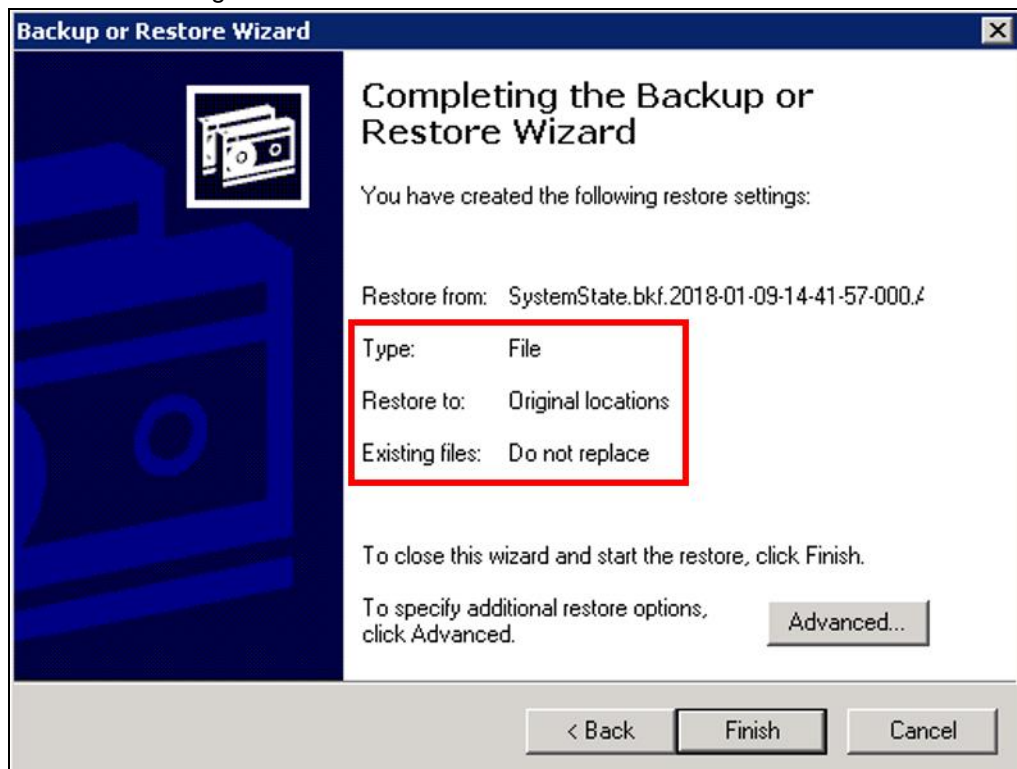 Backup or Restore Wizard
Completing the Backup or
Restore Wizard
You have created the following restore settings:
Restore from: SystemState.bkf.2018-01-09-14-41-57-000.
Type: File
Restore to: Original locations
Existing files: Do not replace
To close this wizard and start the restore, click Finish.
To specify additional restore options,
click Advanced.
Advanced...
< Back
Finish
Cancel